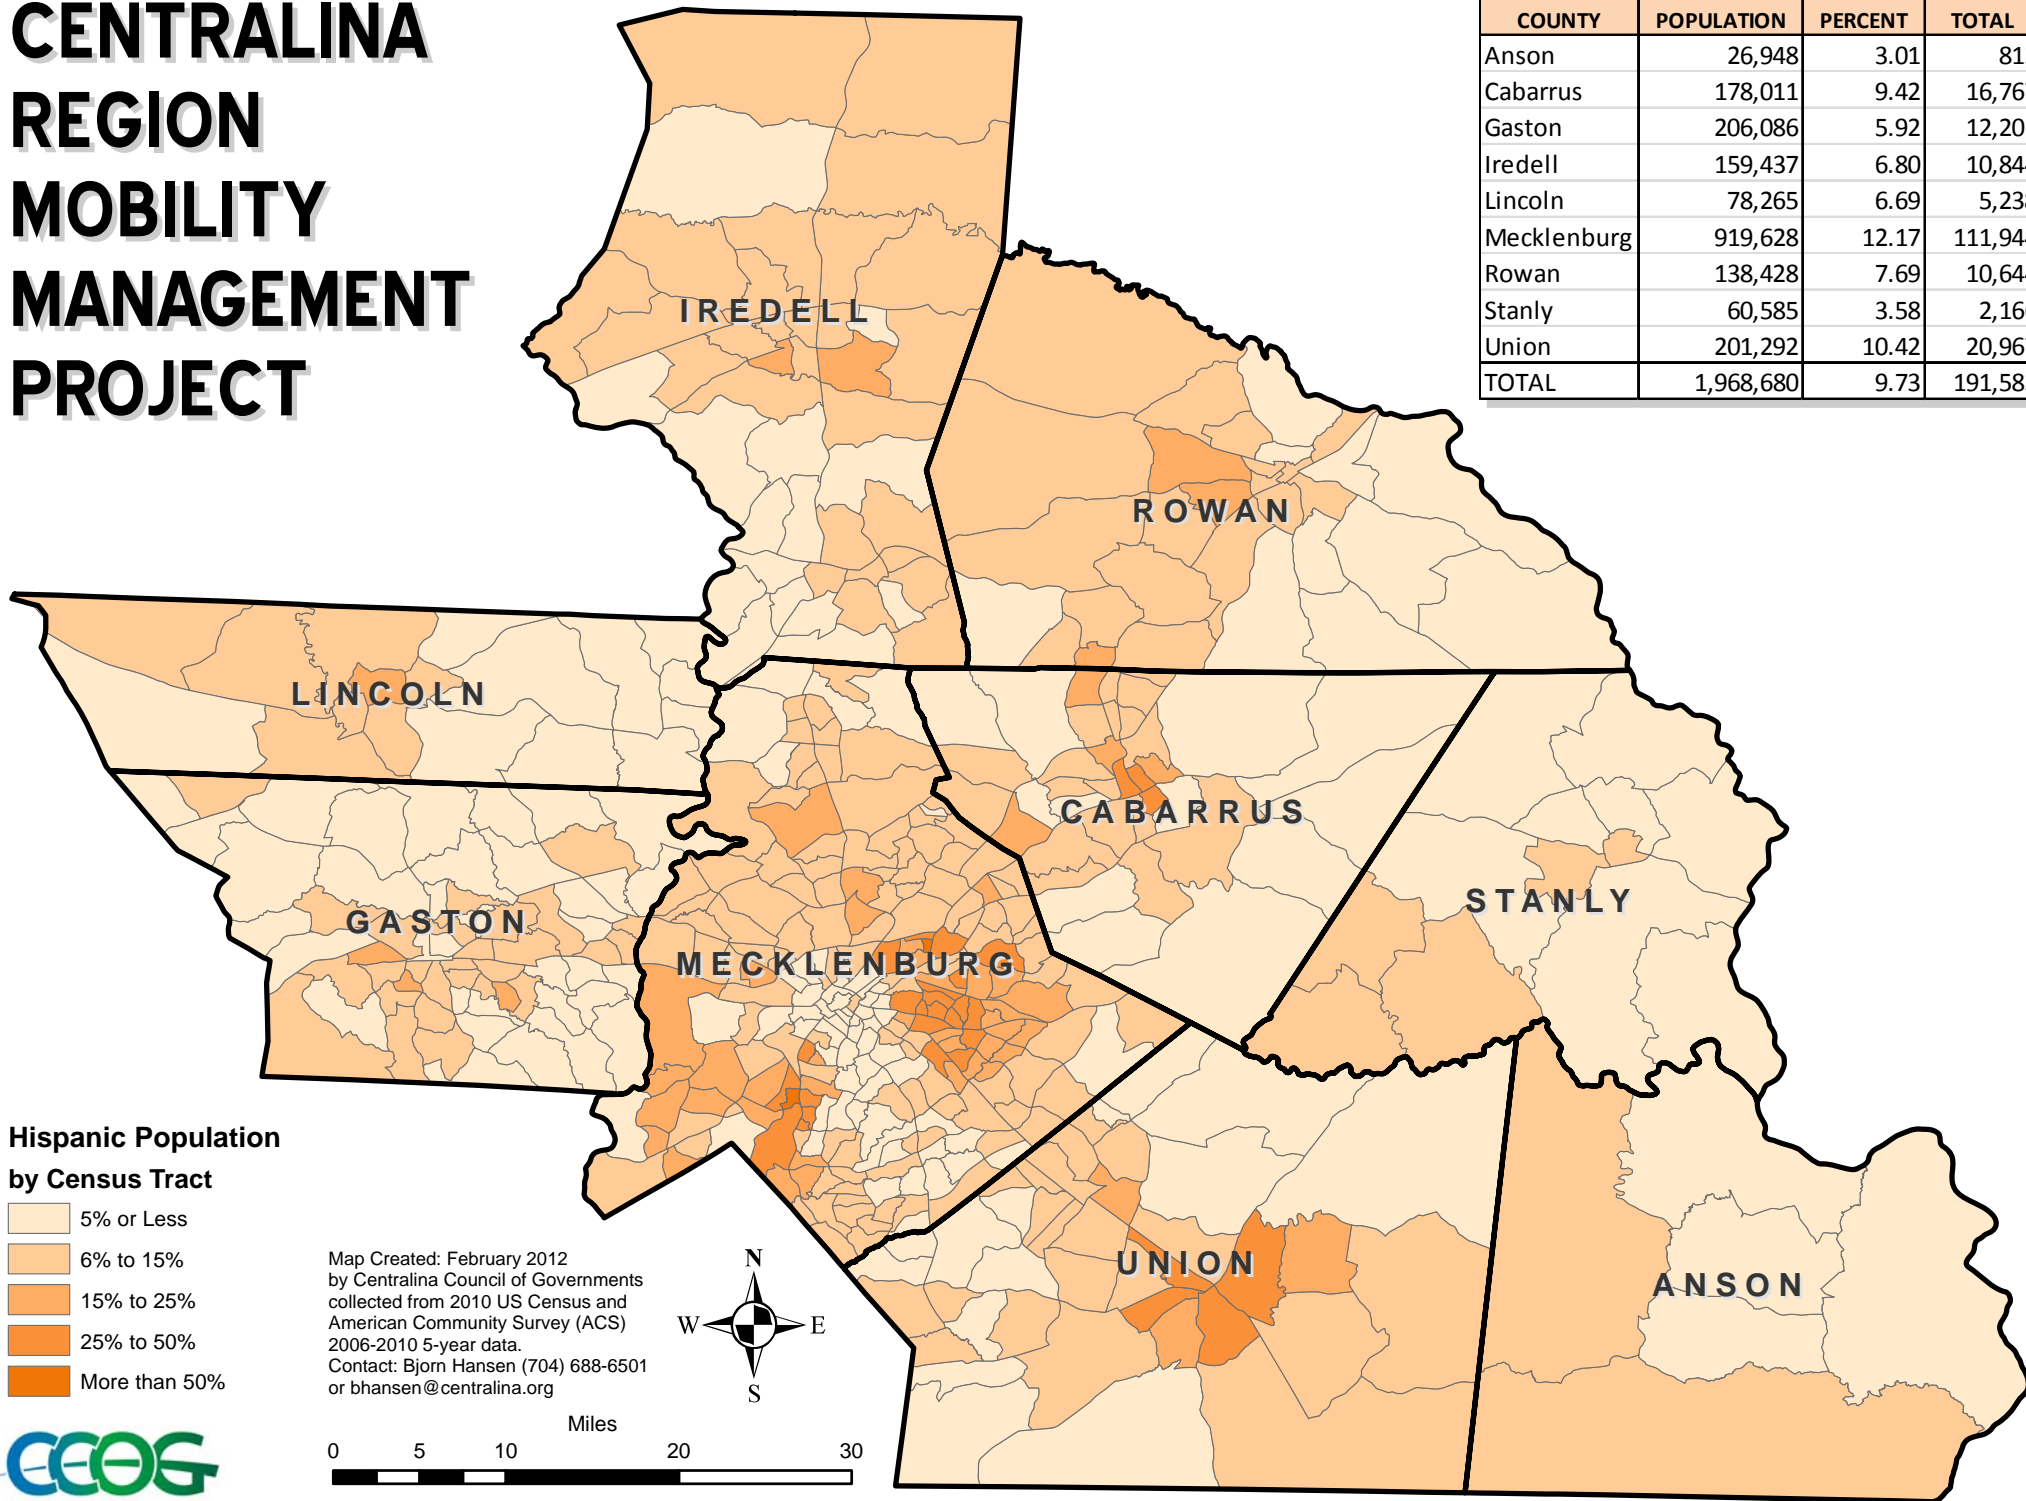 CENTRALINA
REGION
MOBILITY
MANAGEMENT
PROJECT
COUNTY POPULATION PERCENT TOTAL
Anson 26,948 3.01
Cabarrus 178,011 9.42
Gaston 206,086 5.92
Iredell 159,437 6.80
Lincoln 78,265 6.69
Mecklenburg 919,628 12.17
Rowan 138,428 7.69
Stanly 60,585 3.58
Union 201,292 10.42
TOTAL 1,968,680 9.73
IREDELL
ROWAN
LINCOLN
CABARRUS
STANLY
GASTON
MECKLENBURG
UNION
ANSON
Hispanic Population
by Census Tract
5% or Less
6% to 15%
15% to 25%
25% to 50%
More than 50%
Map Created: February 2012
by Centralina Council of Governments
collected from 2010 US Census and
American Community Survey (ACS)
2006-2010 5-year data.
Contact: Bjorn Hansen (704) 688-6501
or bhansen@centralina.org
N
W E
S
Miles
0 5 10 20 30
CCOG